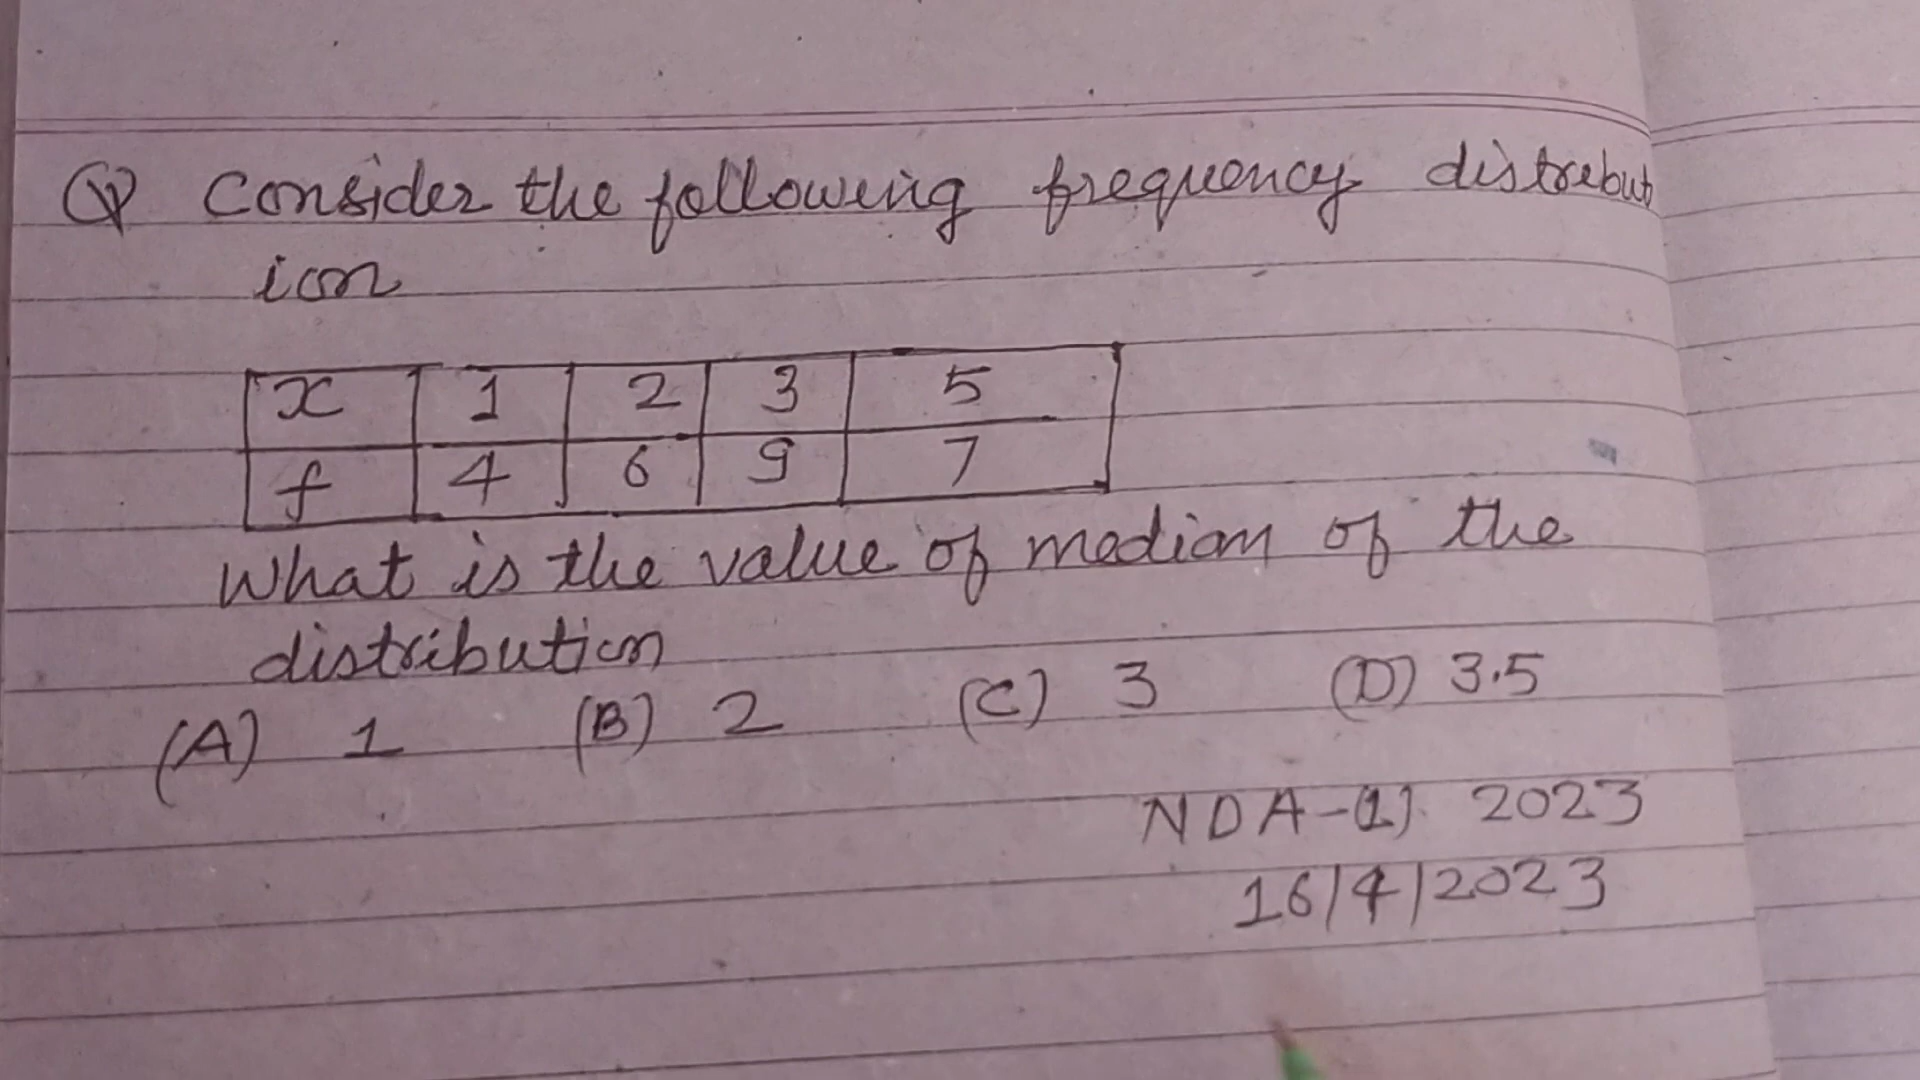 Q Consider the following frequency distrebut
ion
x 1 2 3 5
f 4 6 9 7
What is the value of median of the
distribution
(A) 1 (B) 2 (C) 3 (D) 3.5
NDA-(1) 2023
16/4/2023